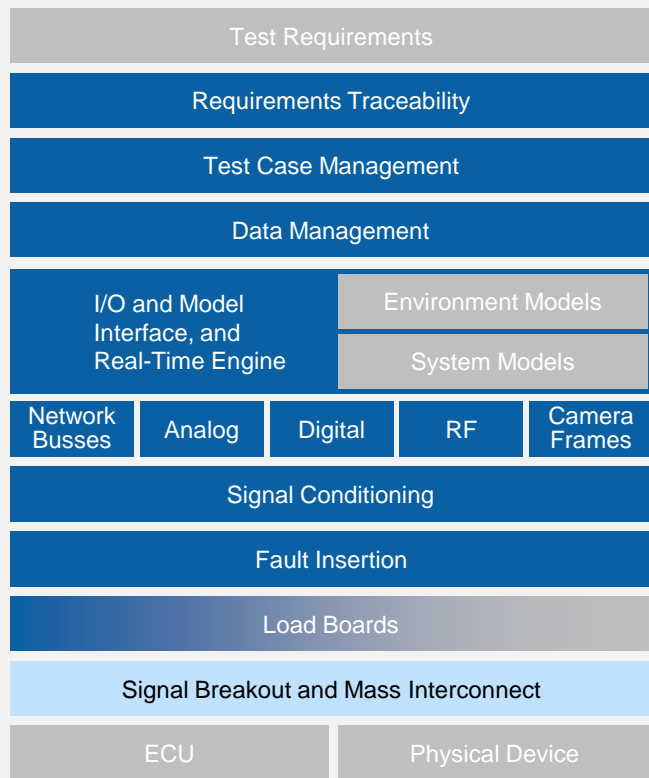 Test Requirements
Requirements Traceability
Test Case Management
Data Management
I/O and Model
Interface, and
Real-Time Engine
Environment Models
System Models
Network
Busses
Analog
Digital
RF
Camera
Frames
Signal Conditioning
Fault Insertion
Load Boards
Signal Breakout and Mass Interconnect
ECU
Physical Device